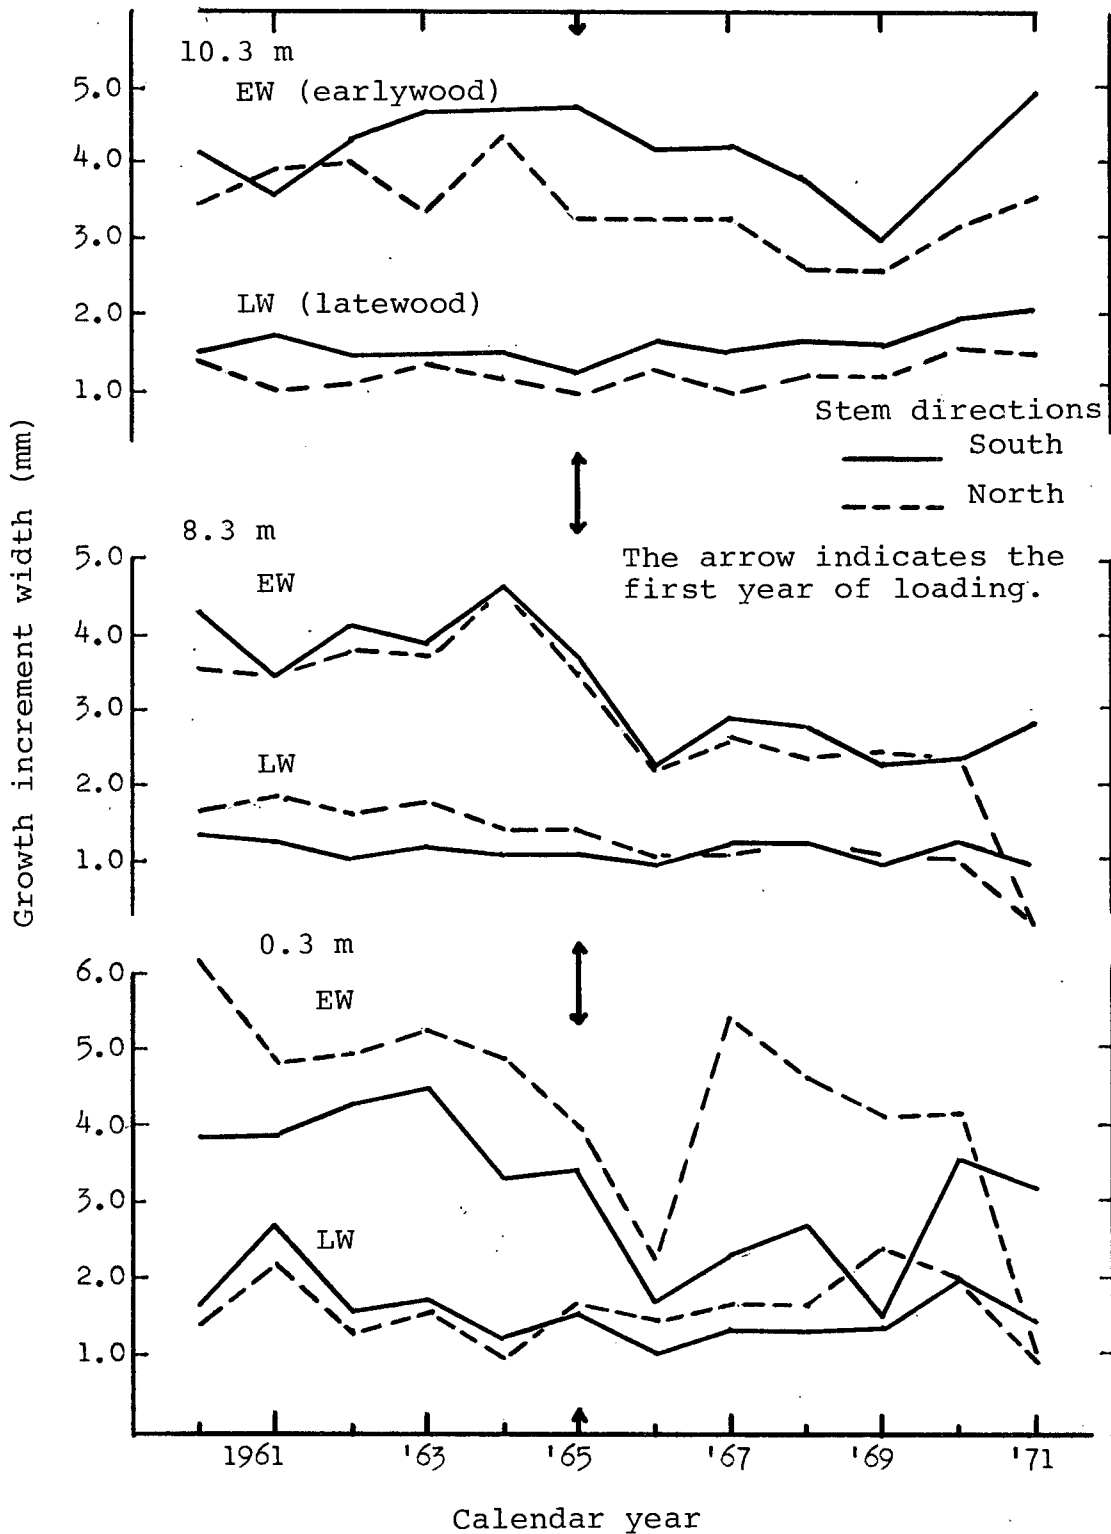 10.3 m
EW (earlywood)
5.0
4.0
3.0
2.0
1.0
LW (latewood)
Stem directions
South
North
The arrow indicates the
first year of loading.
Growth increment width (mm)
8.3 m
5.0
EW
4.0
3.0
LW
2.0
1.0
0.3 m
6.0
EW
5.0
4.0
3.0
LW
2.0
1.0
1961 '63 '65 '67 '69 '71
Calendar year